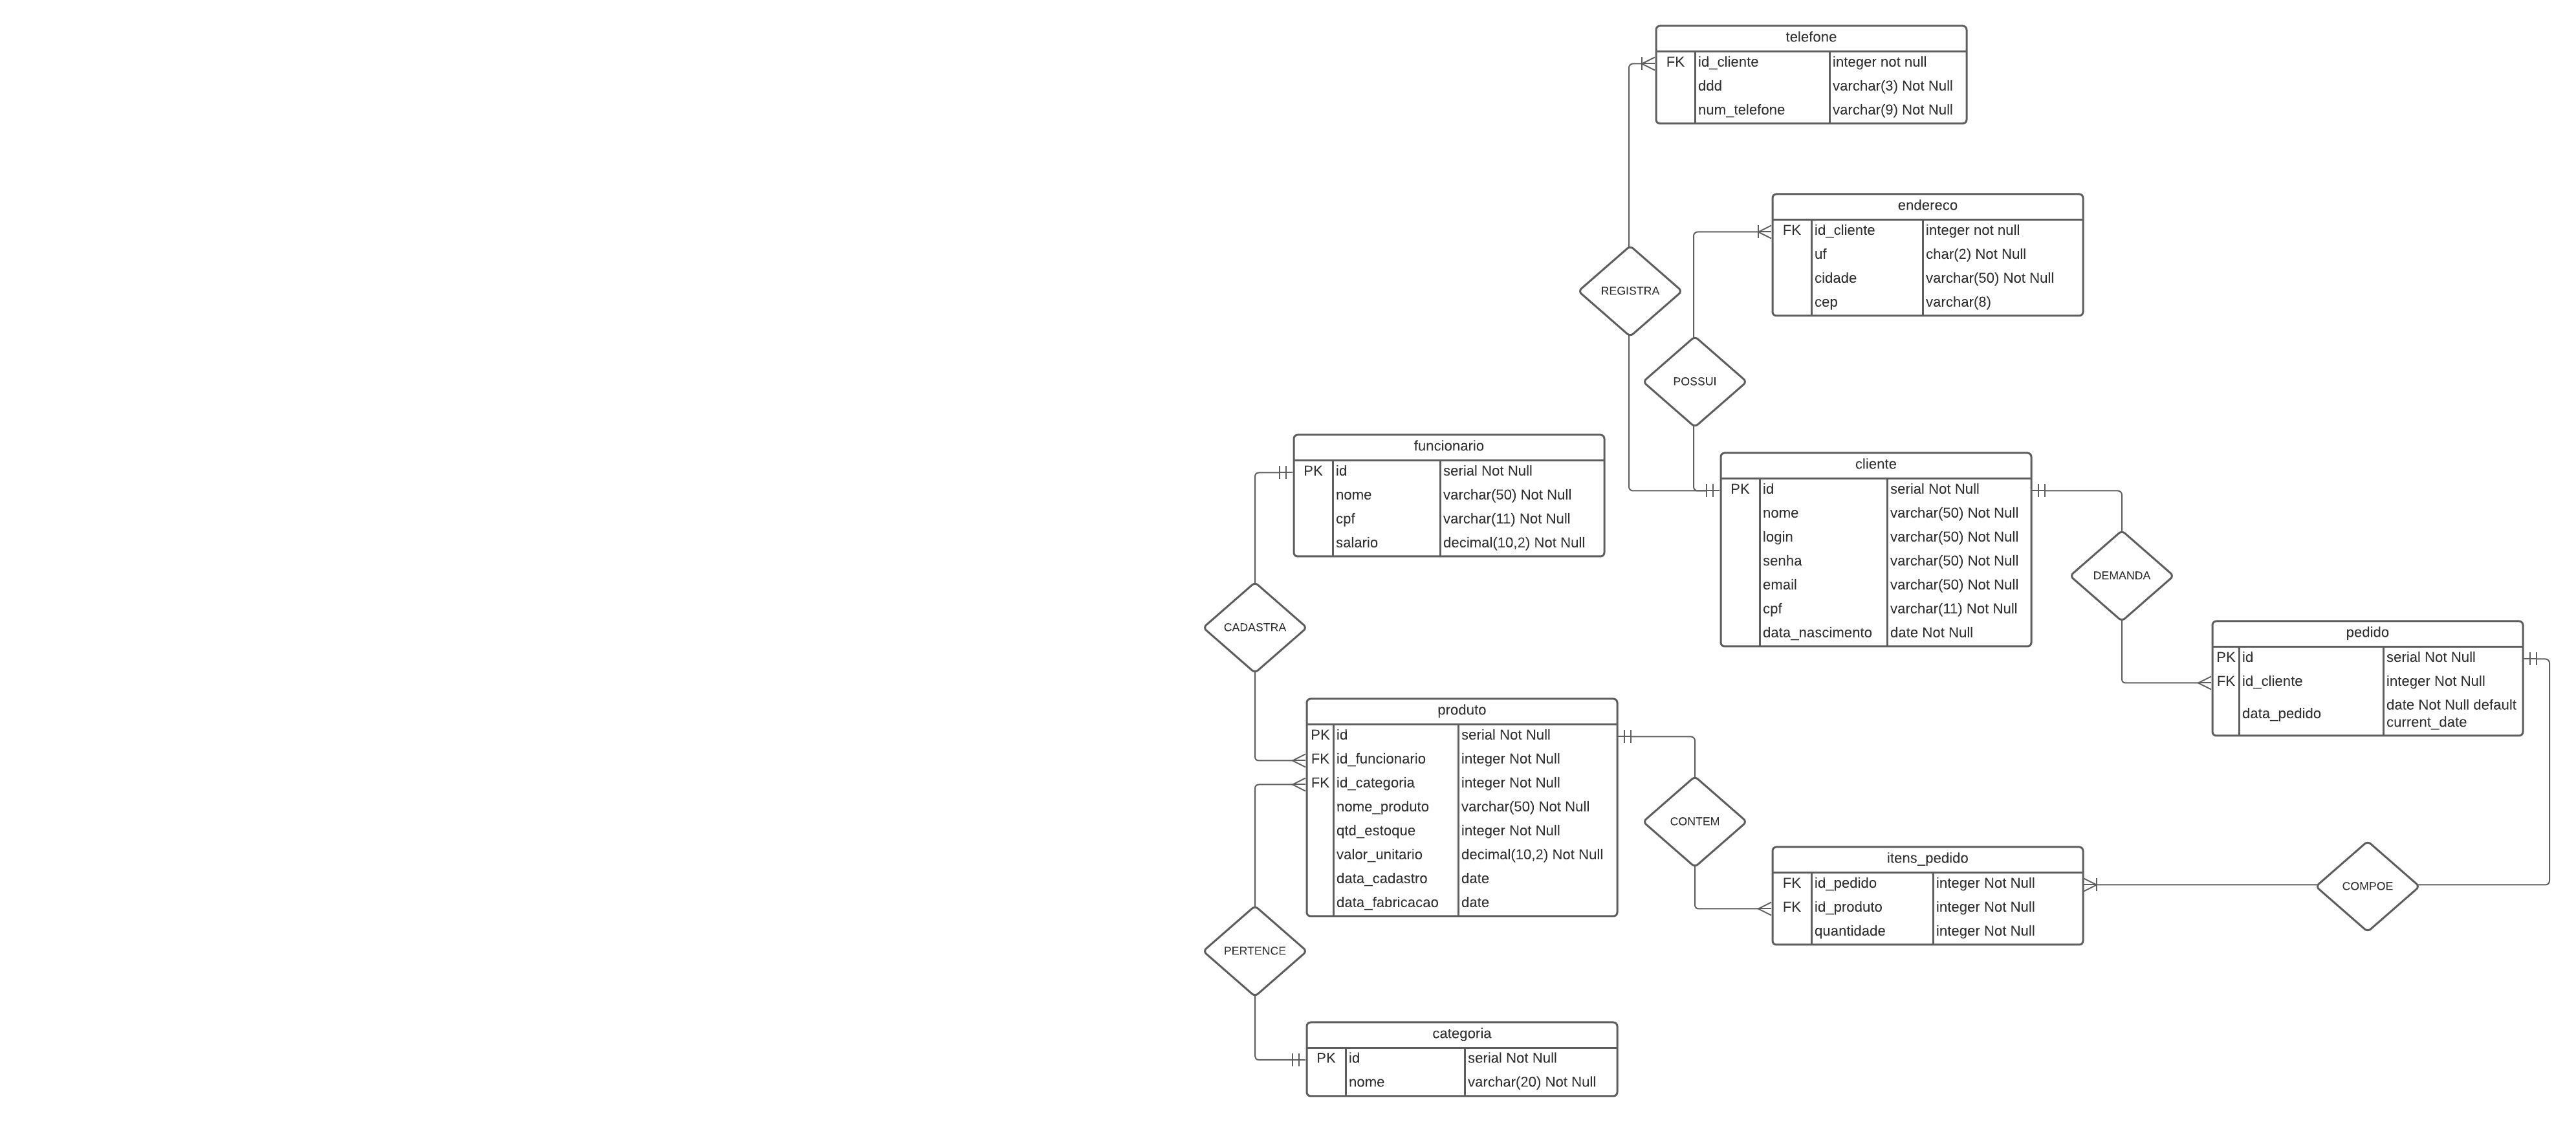 telefone
FK id_cliente integer not null
ddd varchar(3) Not Null
num_telefone varchar(9) Not Null
endereco
FK id_cliente integer not null
uf char(2) Not Null
cidade varchar(50) Not Null
cep varchar(8)
REGISTRA
POSSUI
funcionario
PK id serial Not Null
nome varchar(50) Not Null
cpf varchar(11) Not Null
salario decimal(10,2) Not Null
cliente
PK id serial Not Null
nome varchar(50) Not Null
login varchar(50) Not Null
senha varchar(50) Not Null
email varchar(50) Not Null
cpf varchar(11) Not Null
data_nascimento date Not Null
DEMANDA
CADASTRA
pedido
PK id serial Not Null
FK id_cliente integer Not Null
data_pedido date Not Null default
current_date
produto
PK id serial Not Null
FK id_funcionario integer Not Null
FK id_categoria integer Not Null
nome_produto varchar(50) Not Null
qtd_estoque integer Not Null
valor_unitario decimal(10,2) Not Null
data_cadastro date
data_fabricacao date
CONTEM
itens_pedido
FK id_pedido integer Not Null
FK id_produto integer Not Null
quantidade integer Not Null
COMPOE
PERTENCE
categoria
PK id serial Not Null
nome varchar(20) Not Null